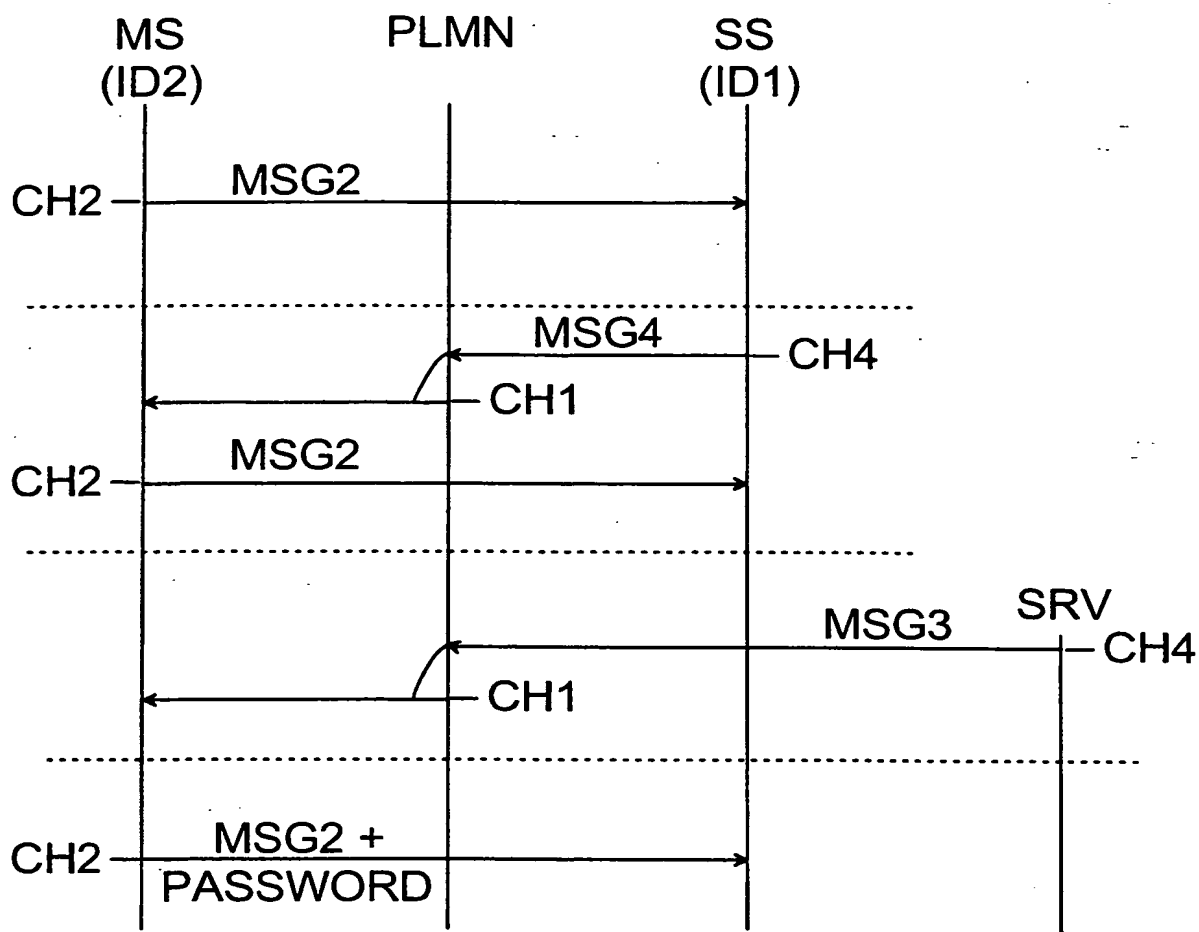 MS PLMN SS
(ID2) (ID1)
MSG2
CH2
MSG4
CH4
CH1
MSG2
CH2
SRV
MSG3
CH4
CH1
MSG2 +
CH2
PASSWORD